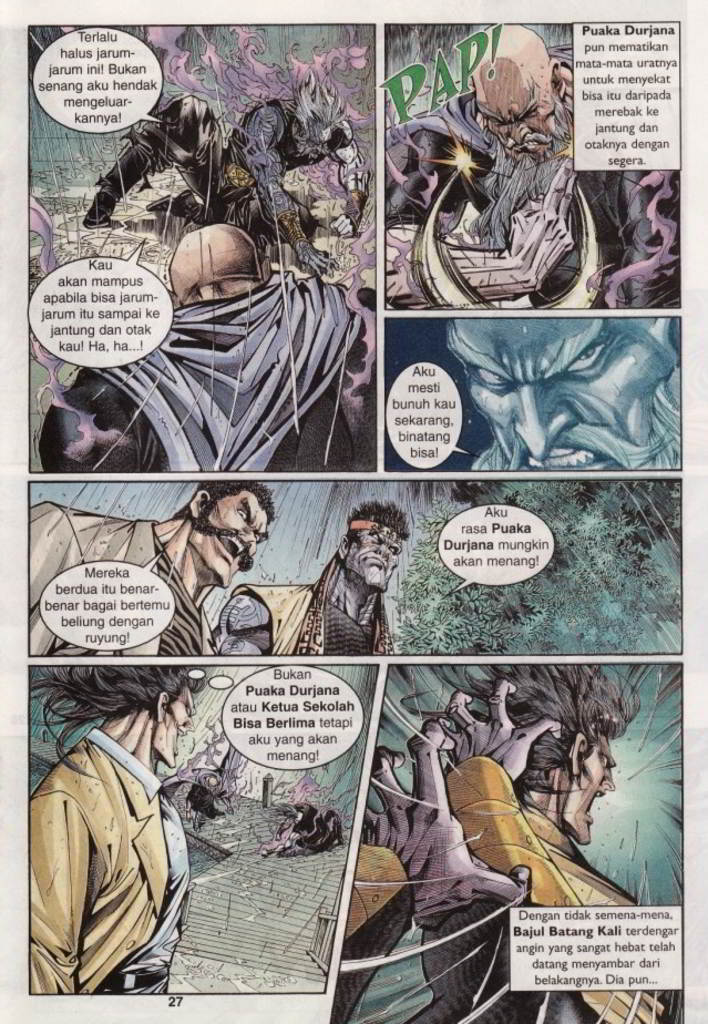 Terlalu
halus jarum-
jarum ini! Bukan
senang aku hendak
mengeluar-
kannya!
Kau
akan mampus
apabila bisa jarum-
jarum itu sampai ke
jantung dan otak
kau! Ha, ha...!
PAP!
Puaka Durjana
pun mematikan
mata-mata uratnya
untuk menyekat
bisa itu daripada
merebak ke
jantung dan
otaknya dengan
segera.
Aku
mesti
bunuh kau
sekarang,
binatang
bisa!
Mereka
berdua itu benar-
benar bagai bertemu
beliung dengan
ruyung!
Aku
rasa Puaka
Durjana mungkin
akan menang!
Bukan
Puaka Durjana
atau Ketua Sekolah
Bisa Berlima tetapi
aku yang akan
menang!
Dengan tidak semena-mena,
Bajul Batang Kali terdengar
angin yang sangat hebat telah
datang menyambar dari
belakangnya. Dia pun...
27